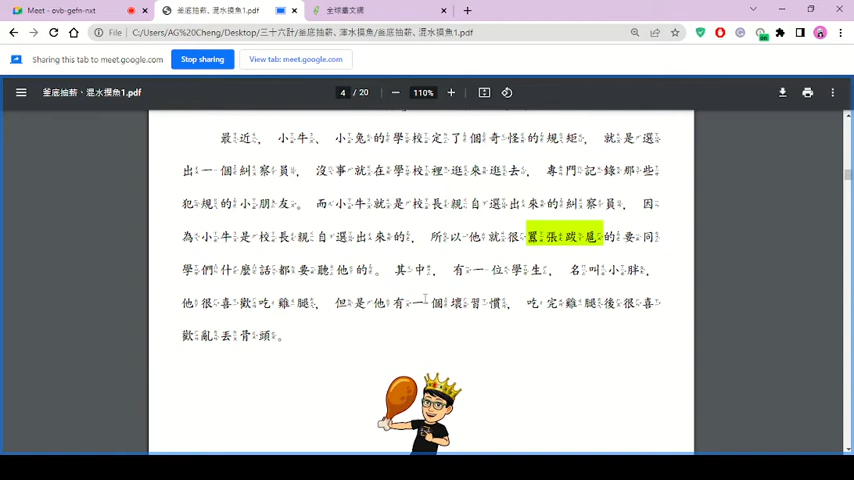 Meet - ovb-gefn-nxt
釜底抽薪、混水摸魚1.pdf
全球臺文網
File | C:/Users/AG%20Cheng/Desktop/三十六計/釜底抽薪、渾水摸魚/釜底抽薪、混水摸魚1.pdf
Sharing this tab to meet.google.com
Stop sharing
View tab: meet.google.com
釜底抽薪、混水摸魚1.pdf
4 / 20
110%
最近，小牛、小兔的學校定了個奇怪的規矩，就是選
出一個糾察員，沒事就在學校裡逛來逛去，專門記錄那些
犯規的小朋友。而小牛就是校長親自選出來的糾察員，因
為小牛是校長親自選出來的，所以他就很囂張跋扈的要同
學們什麼話都要聽他的。其中，有一位學生，名叫小胖，
他很喜歡吃雞腿，但是他有一個壞習慣，吃完雞腿後很喜
歡亂丟骨頭。